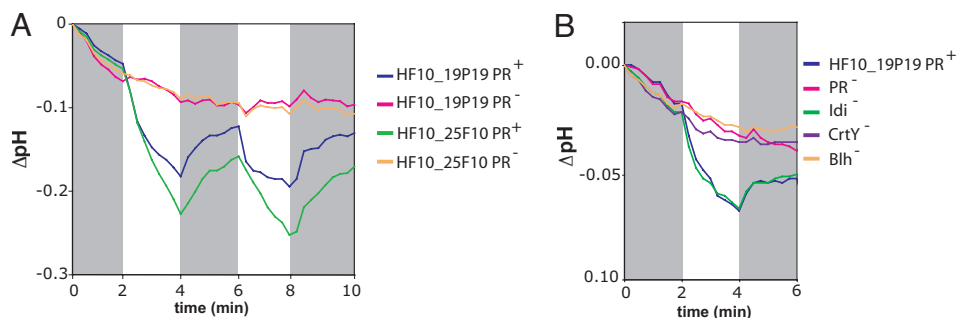 A
0
-0.1
-0.2
-0.3
ΔpH
0 2 4 6 8 10
time (min)
HF10_19P19 PR+
HF10_19P19 PR-
HF10_25F10 PR+
HF10_25F10 PR-
B
0.00
-0.05
0.10
ΔpH
0 2 4 6
time (min)
HF10_19P19 PR+
PR-
Idi-
CrtY-
Blh-